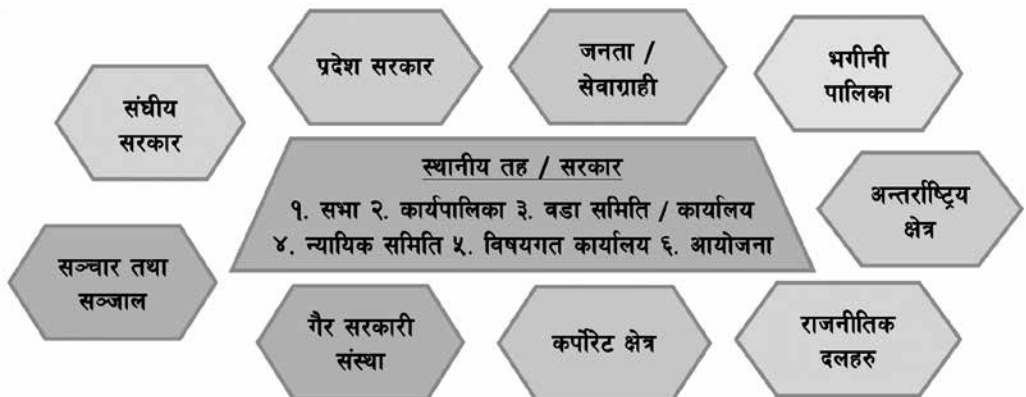 प्रदेश सरकार
जनता /
सेवाग्राही
भगीनी
पालिका
संघीय
सरकार
स्थानीय तह / सरकार
१. सभा २. कार्यपालिका ३. वडा समिति / कार्यालय
४. न्यायिक समिति ५. विषयगत कार्यालय ६. आयोजना
अन्तर्राष्ट्रिय
क्षेत्र
सञ्चार तथा
सञ्जाल
गैर सरकारी
संस्था
कर्पोरेट क्षेत्र
राजनीतिक
दलहरु